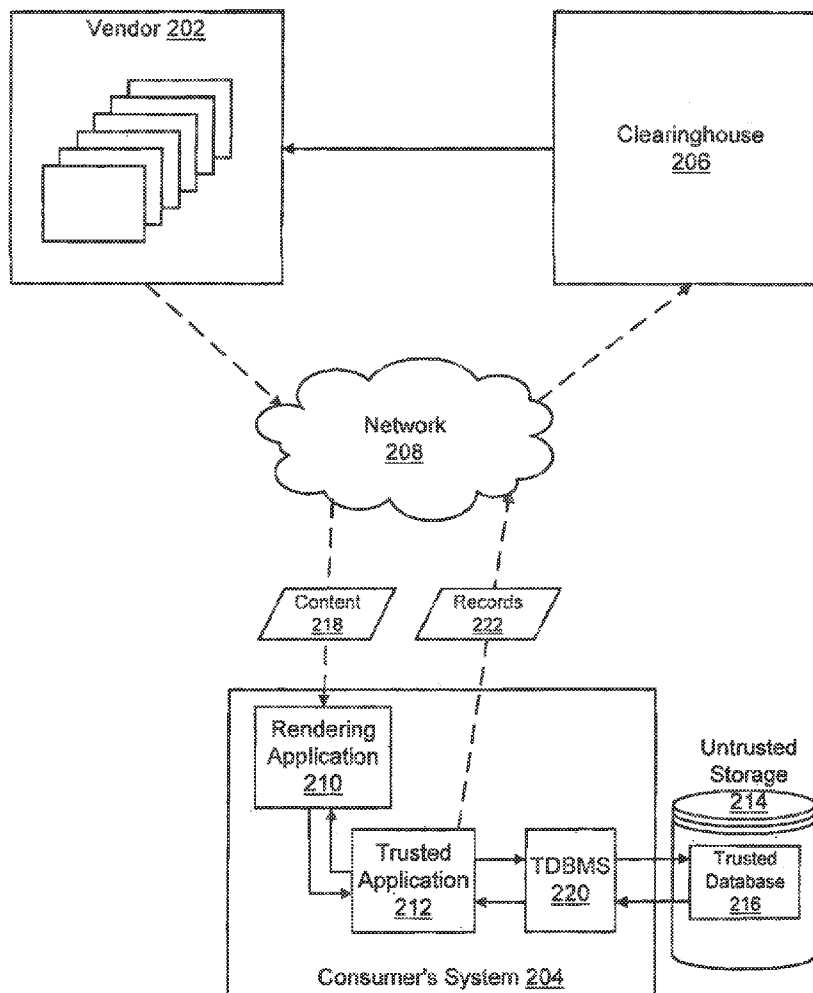 Vendor 202
Clearinghouse
206
Network
208
Content
218
Records
222
Rendering
Application
210
Untrusted
Storage
214
Trusted
Application
212
TDBMS
220
Trusted
Database
216
Consumer's System 204